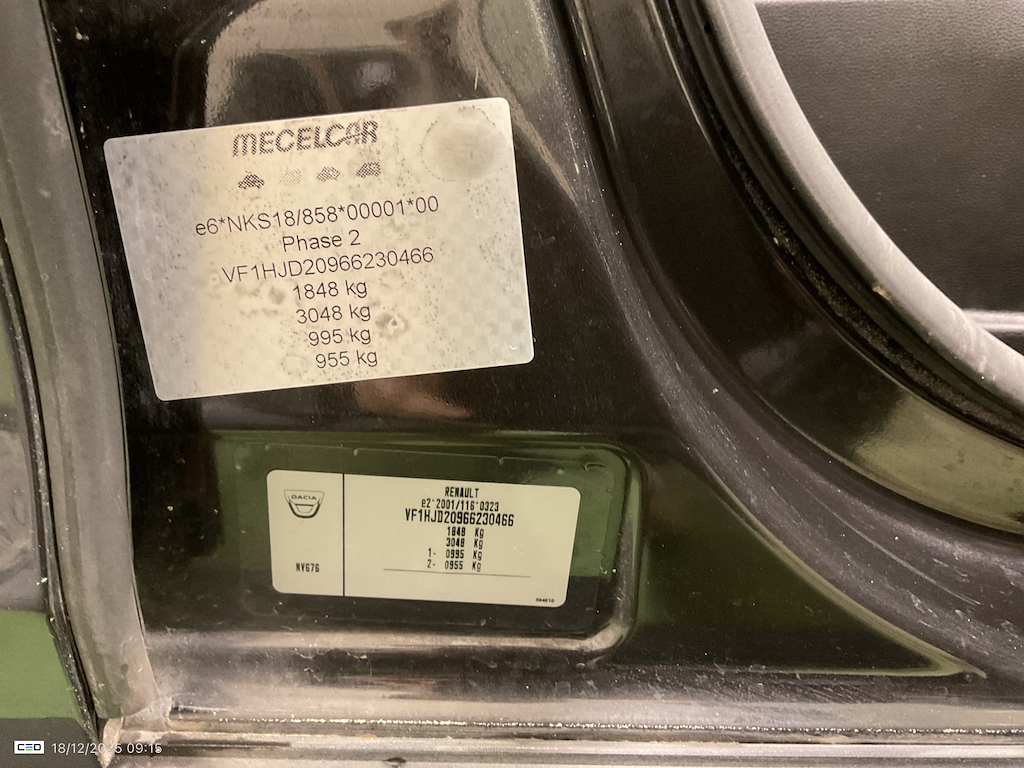 MECELCAR
e6*NKS18/858*00001*00
Phase 2
VF1HJD20966230466
1848 kg
3048 kg
995 kg
955 kg
DACIA
NV676
RENAULT
e2*2001/116*0323
VF1HJD20966230466
1848 Kg
3048 Kg
1- 0995 Kg
2- 0955 Kg
CEO 18/12/2025 09:15